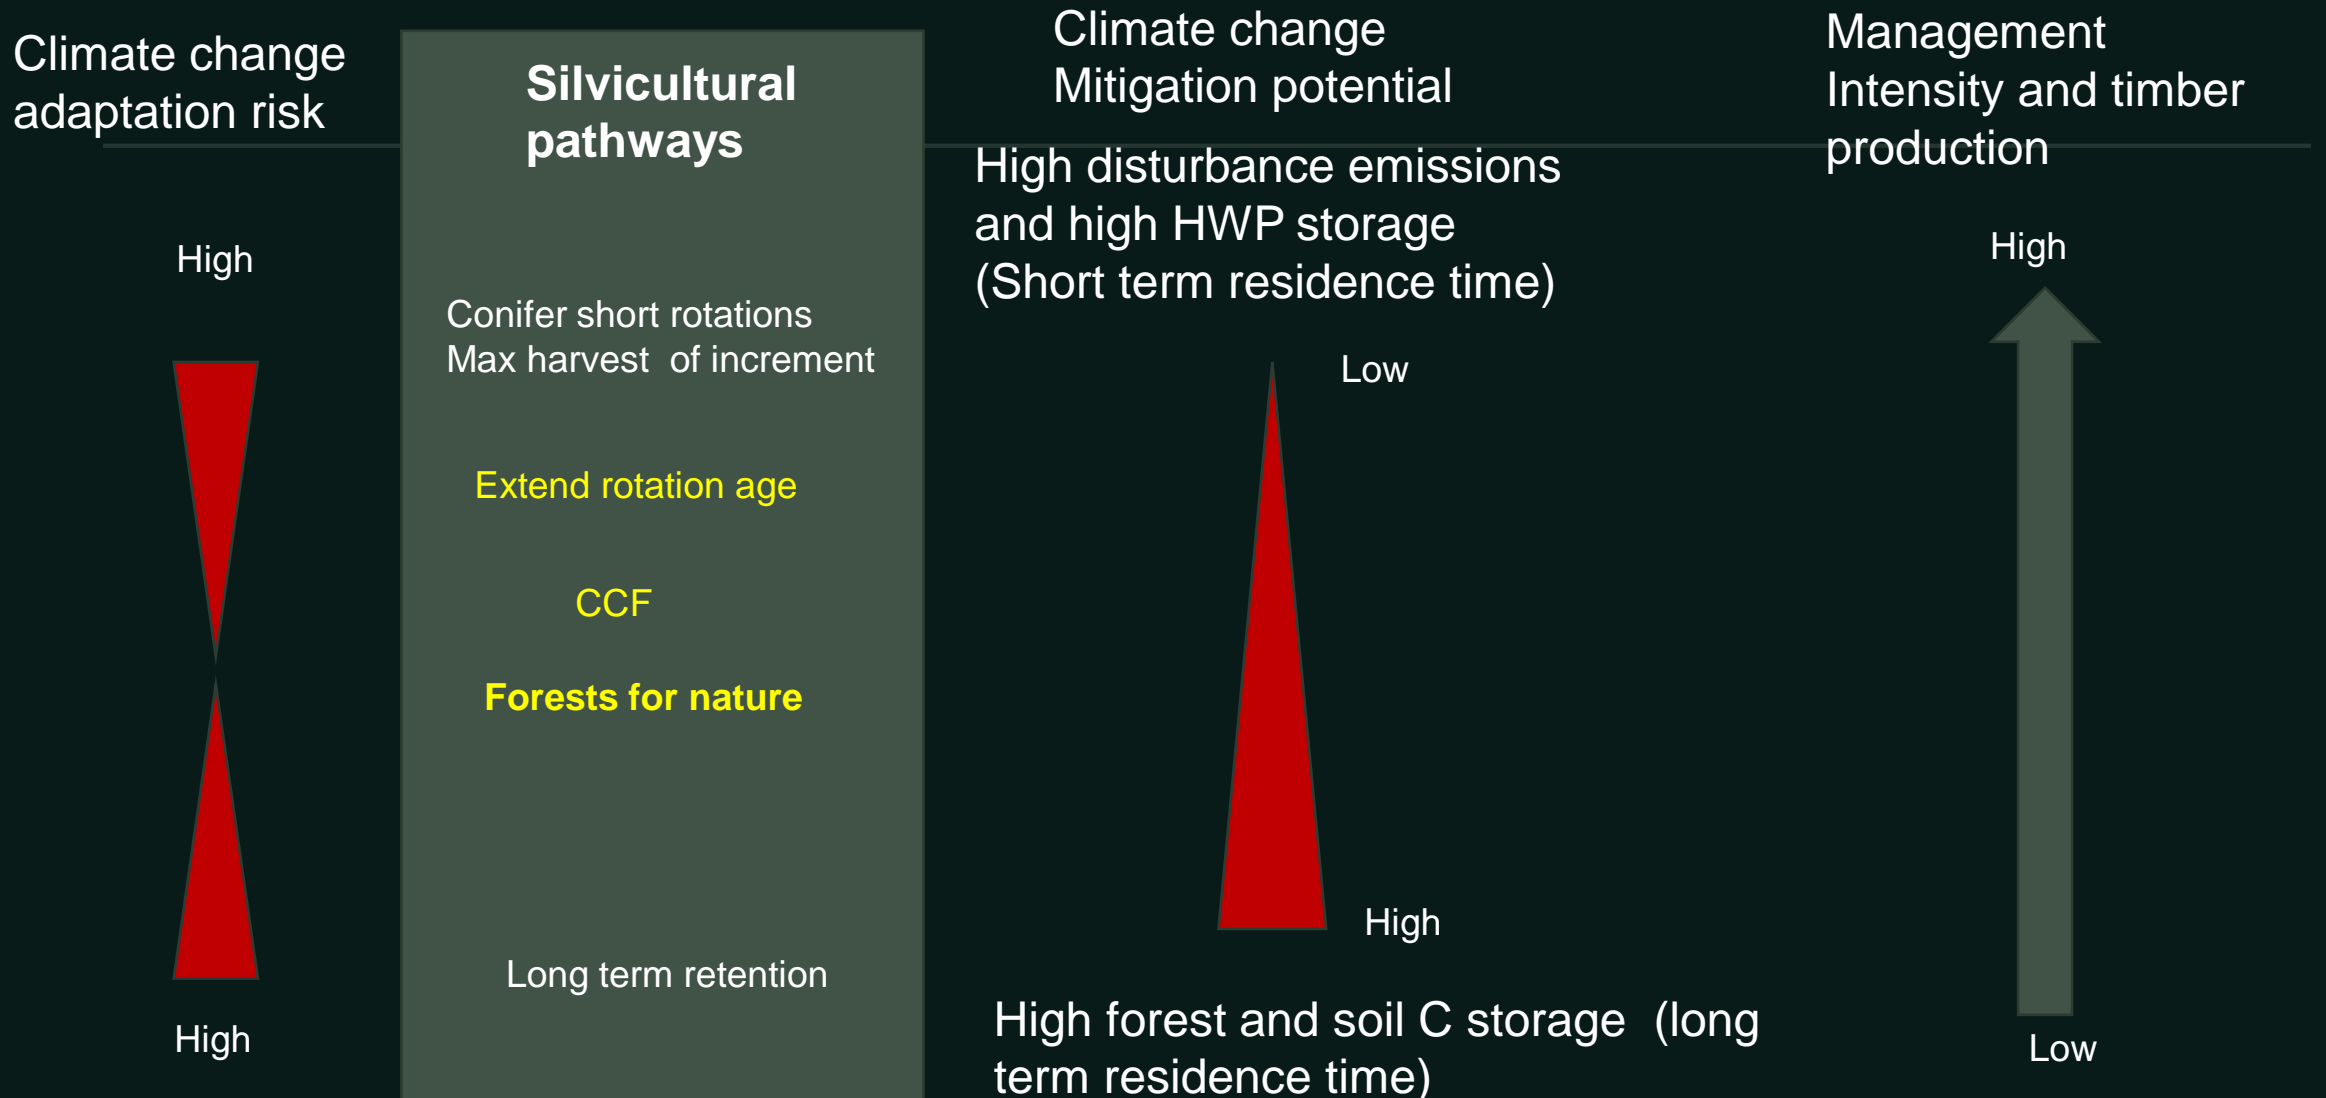 Climate change
adaptation risk
High
High
Silvicultural
pathways
Conifer short rotations
Max harvest of increment
Extend rotation age
CCF
Forests for nature
Long term retention
Climate change
Mitigation potential
High disturbance emissions
and high HWP storage
(Short term residence time)
Low
High
High forest and soil C storage (long
term residence time)
Management
Intensity and timber
production
High
Low